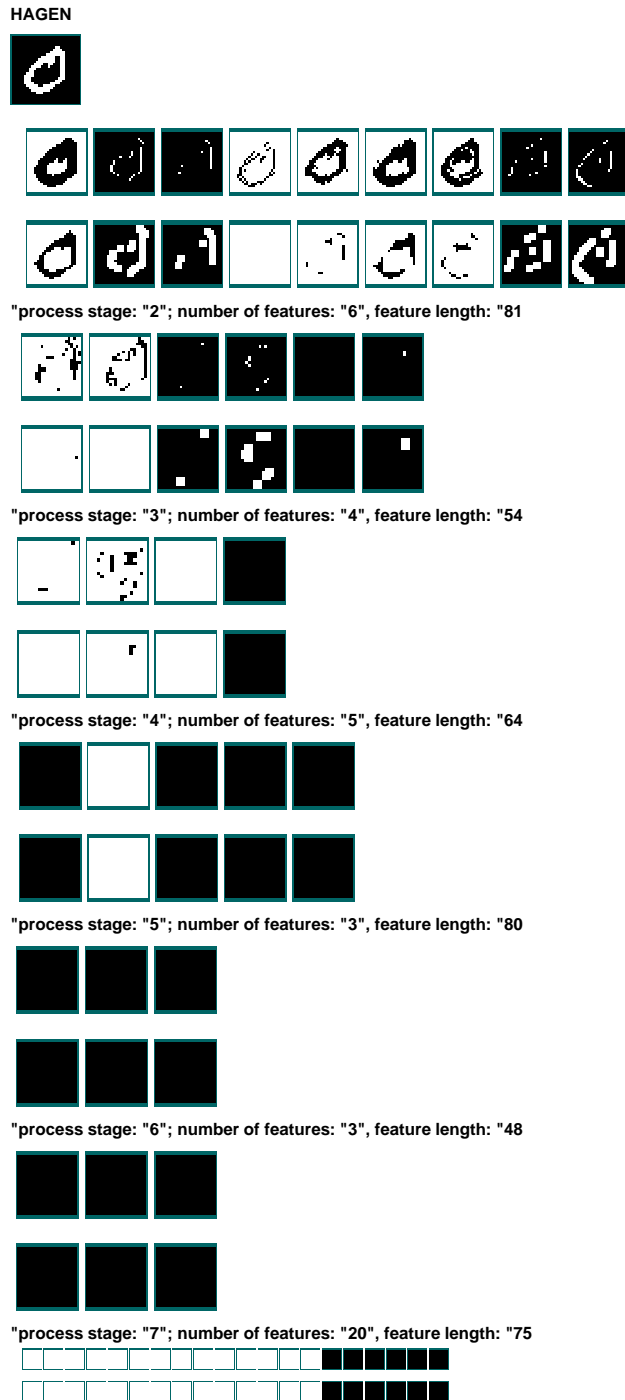 HAGEN
"process stage: "2"; number of features: "6", feature length: "81
"process stage: "3"; number of features: "4", feature length: "54
"process stage: "4"; number of features: "5", feature length: "64
"process stage: "5"; number of features: "3", feature length: "80
"process stage: "6"; number of features: "3", feature length: "48
"process stage: "7"; number of features: "20", feature length: "75